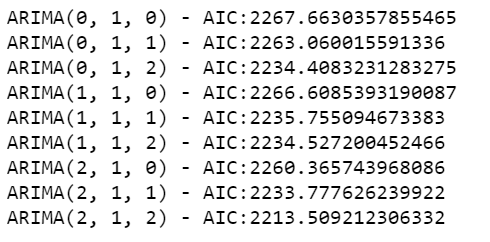 ARIMA(0, 1, 0) - AIC:2267.6630357855465
ARIMA(0, 1, 1) - AIC:2263.060015591336
ARIMA(0, 1, 2) - AIC:2234.4083231283275
ARIMA(1, 1, 0) - AIC:2266.6085393190087
ARIMA(1, 1, 1) - AIC:2235.755094673383
ARIMA(1, 1, 2) - AIC:2234.527200452466
ARIMA(2, 1, 0) - AIC:2260.365743968086
ARIMA(2, 1, 1) - AIC:2233.777626239922
ARIMA(2, 1, 2) - AIC:2213.509212306332